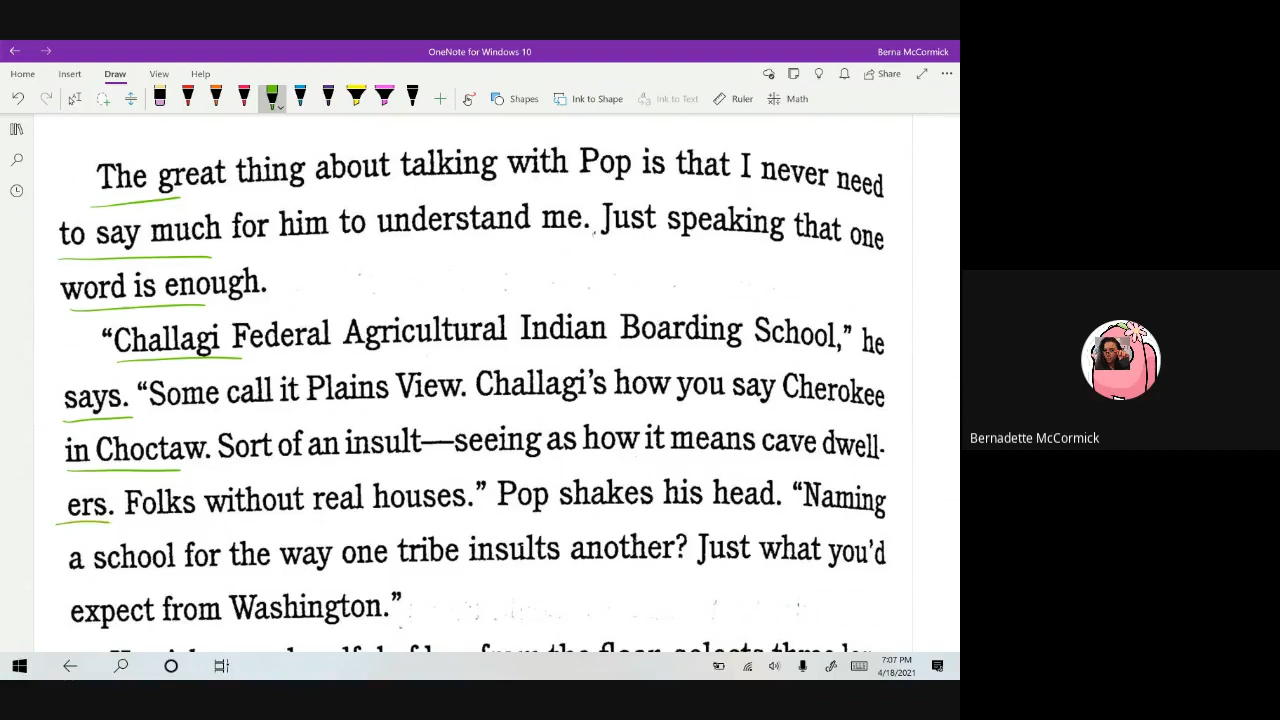 OneNote for Windows 10
Berna McCormick
Home Insert Draw View Help
Share
Shapes Ink to Shape Ink to Text Ruler Math
The great thing about talking with Pop is that I never need
to say much for him to understand me. Just speaking that one
word is enough.
“Challagi Federal Agricultural Indian Boarding School,” he
says. “Some call it Plains View. Challagi’s how you say Cherokee
in Choctaw. Sort of an insult—seeing as how it means cave dwell-
ers. Folks without real houses.” Pop shakes his head. “Naming
a school for the way one tribe insults another? Just what you’d
expect from Washington.”
Bernadette McCormick
7:07 PM
4/18/2021